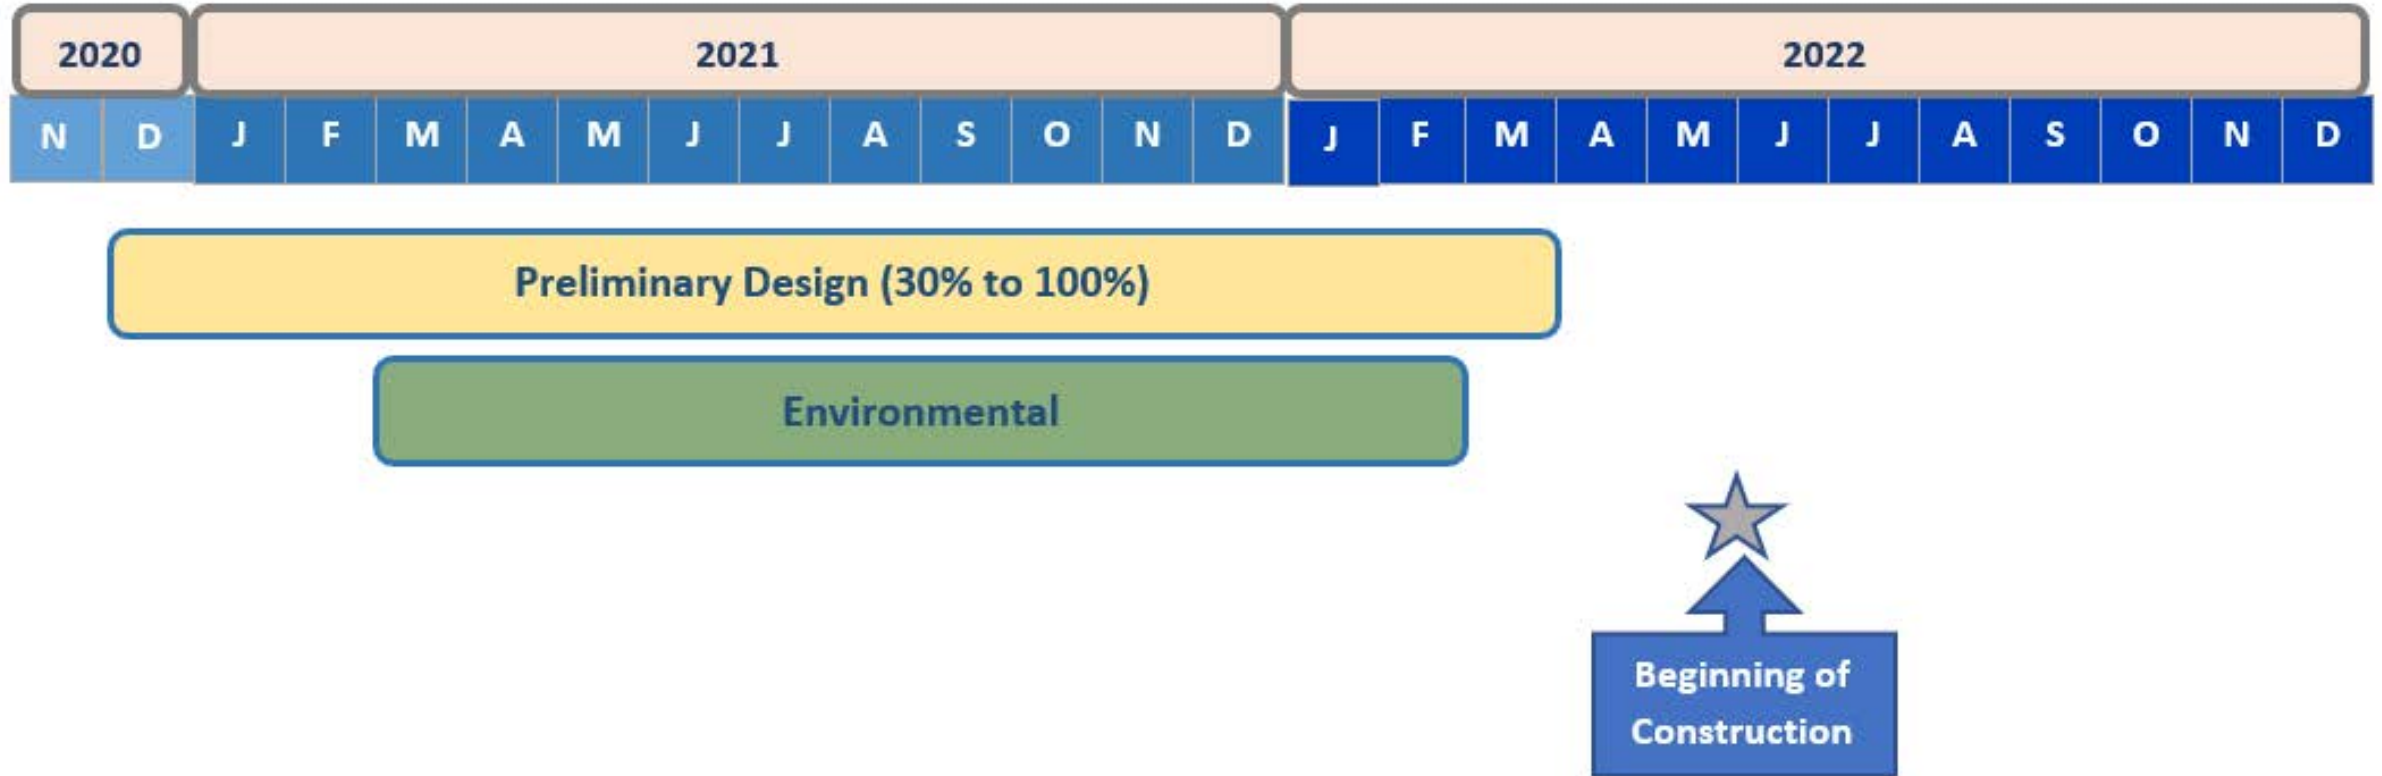 2020 2021 2022
N D J F M A M J J A S O N D J F M A M J J A S O N D
Preliminary Design (30% to 100%)
Environmental
Beginning of
Construction